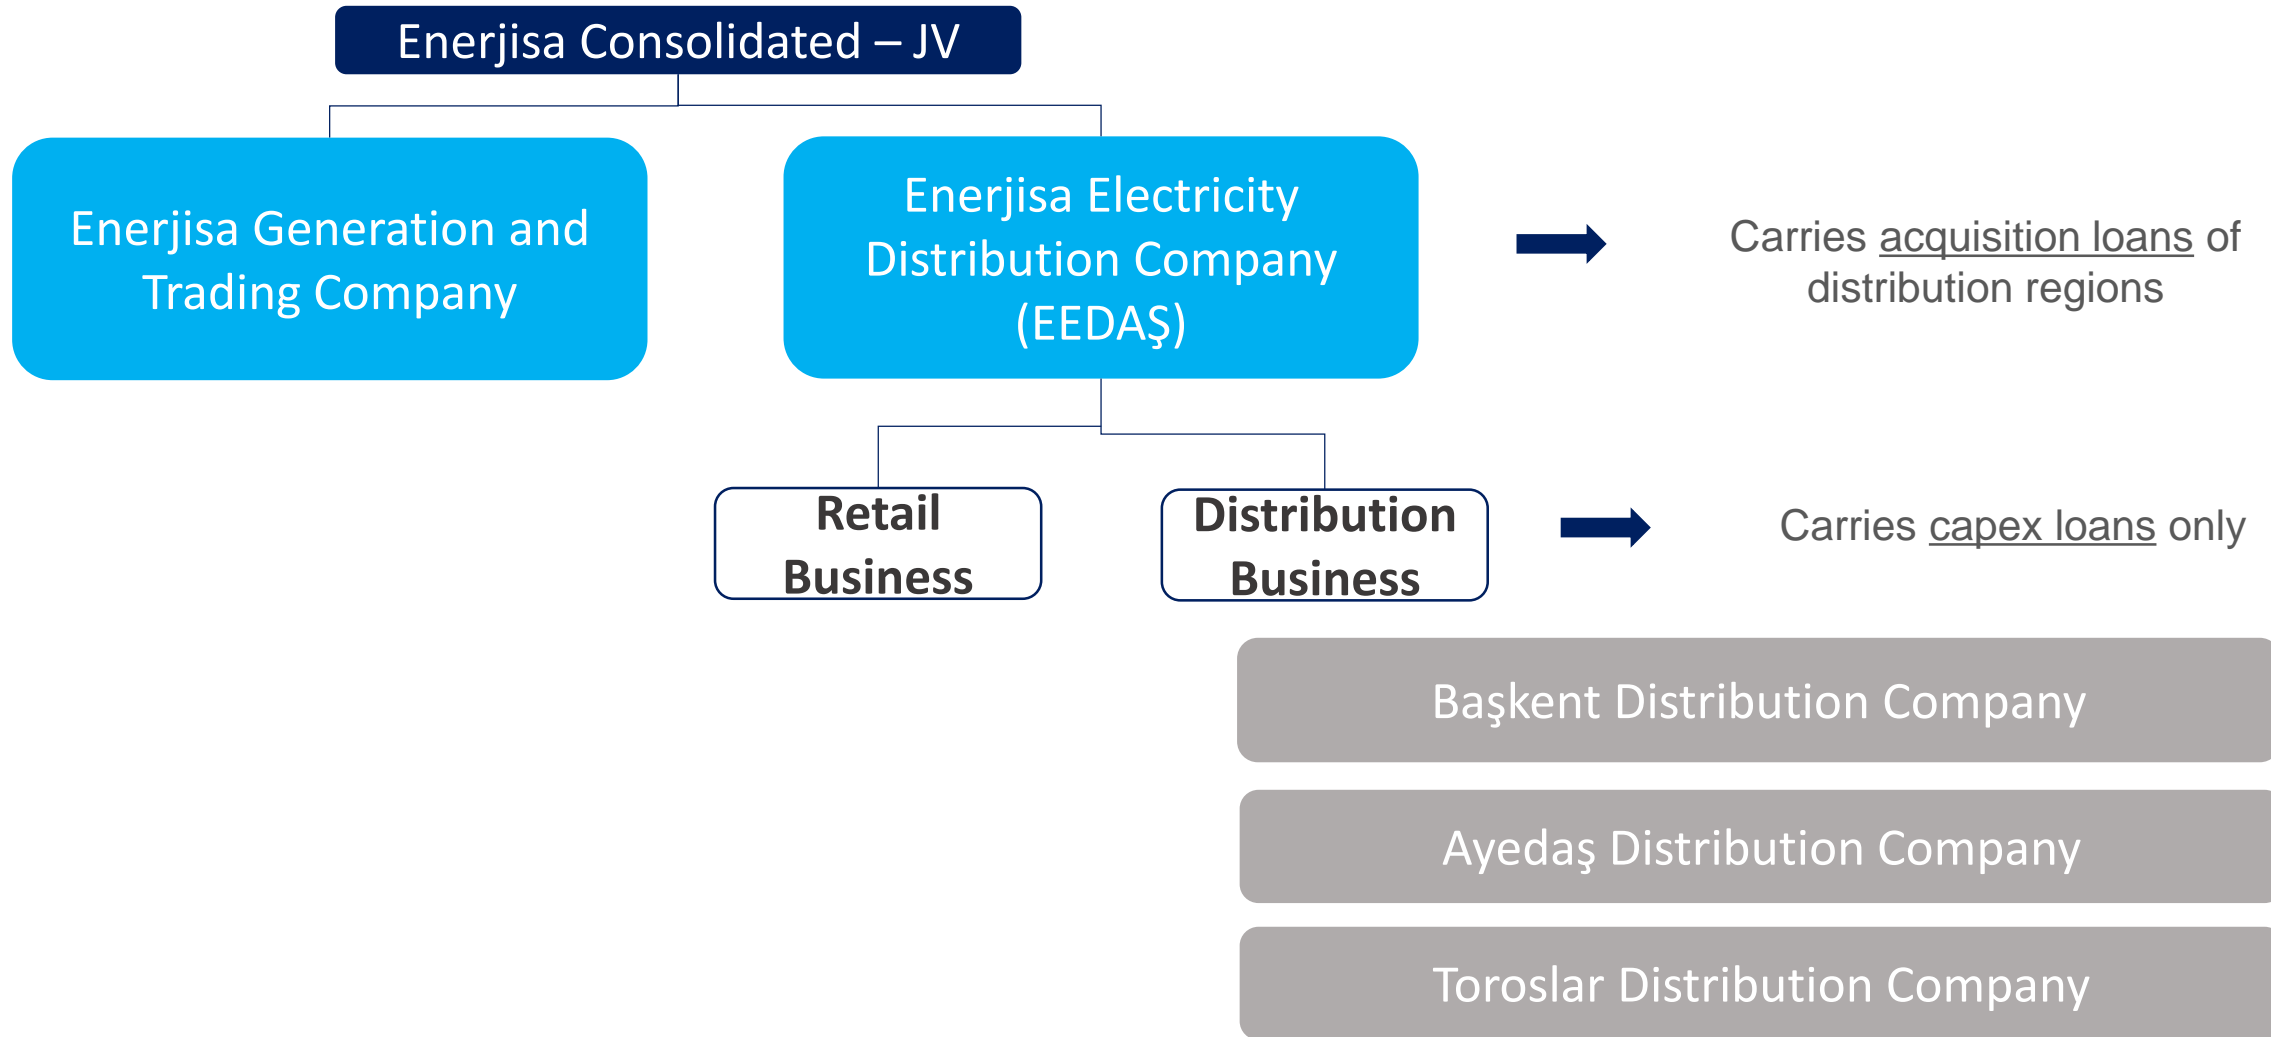 Enerjisa Consolidated – JV
Enerjisa Generation and
Trading Company
Enerjisa Electricity
Distribution Company
(EEDAŞ)
Carries acquisition loans of
distribution regions
Retail
Business
Distribution
Business
Carries capex loans only
Başkent Distribution Company
Ayedaş Distribution Company
Toroslar Distribution Company